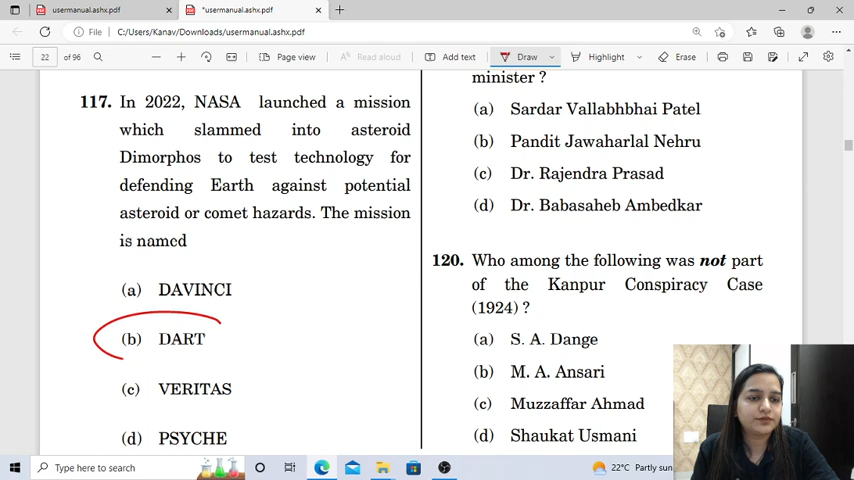 usermanual.ashx.pdf
*usermanual.ashx.pdf
File
C:/Users/Kanav/Downloads/usermanual.ashx.pdf
22
of 96
Page view
Read aloud
Add text
Draw
Highlight
Erase
117. In 2022, NASA launched a mission
which slammed into asteroid
Dimorphos to test technology for
defending Earth against potential
asteroid or comet hazards. The mission
is named
(a) DAVINCI
(b) DART
(c) VERITAS
(d) PSYCHE
minister ?
(a) Sardar Vallabhbhai Patel
(b) Pandit Jawaharlal Nehru
(c) Dr. Rajendra Prasad
(d) Dr. Babasaheb Ambedkar
120. Who among the following was not part
of the Kanpur Conspiracy Case
(1924) ?
(a) S. A. Dange
(b) M. A. Ansari
(c) Muzzaffar Ahmad
(d) Shaukat Usmani
Type here to search
22°C Partly sun